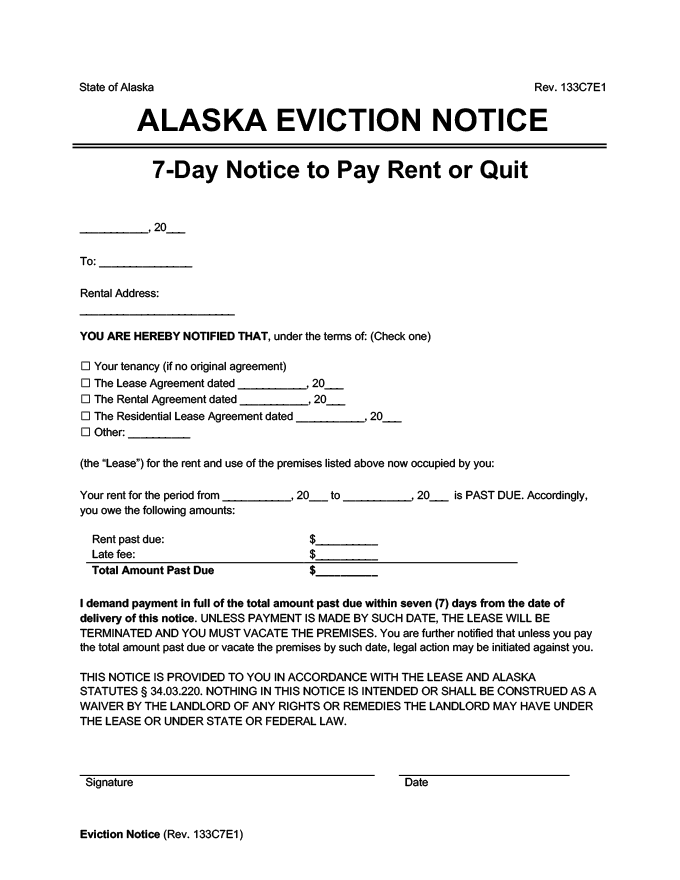 State of Alaska Rev. 133C7E1
ALASKA EVICTION NOTICE
7-Day Notice to Pay Rent or Quit
___________, 20___
To: _______________
Rental Address:
_________________________
YOU ARE HEREBY NOTIFIED THAT, under the terms of: (Check one)
☐ Your tenancy (if no original agreement)
☐ The Lease Agreement dated ___________, 20___
☐ The Rental Agreement dated ___________, 20___
☐ The Residential Lease Agreement dated ___________, 20___
☐ Other: __________
(the “Lease”) for the rent and use of the premises listed above now occupied by you:
Your rent for the period from ___________, 20___ to ___________, 20___ is PAST DUE. Accordingly,
you owe the following amounts:
Rent past due: $__________
Late fee: $__________
Total Amount Past Due $__________
I demand payment in full of the total amount past due within seven (7) days from the date of
delivery of this notice. UNLESS PAYMENT IS MADE BY SUCH DATE, THE LEASE WILL BE
TERMINATED AND YOU MUST VACATE THE PREMISES. You are further notified that unless you pay
the total amount past due or vacate the premises by such date, legal action may be initiated against you.
THIS NOTICE IS PROVIDED TO YOU IN ACCORDANCE WITH THE LEASE AND ALASKA
STATUTES § 34.03.220. NOTHING IN THIS NOTICE IS INTENDED OR SHALL BE CONSTRUED AS A
WAIVER BY THE LANDLORD OF ANY RIGHTS OR REMEDIES THE LANDLORD MAY HAVE UNDER
THE LEASE OR UNDER STATE OR FEDERAL LAW.
Signature Date
Eviction Notice (Rev. 133C7E1)